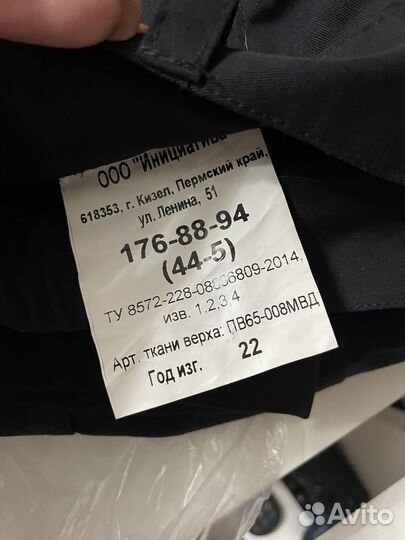 ООО "Инициатива"
618353, г. Кизел, Пермский край,
ул. Ленина, 51
176-88-94
(44-5)
ТУ 8572-228-08036809-2014,
изв. 1,2,3,4
Арт. ткани верха: ПВ65-008МВД
Год изг. 22
Avito